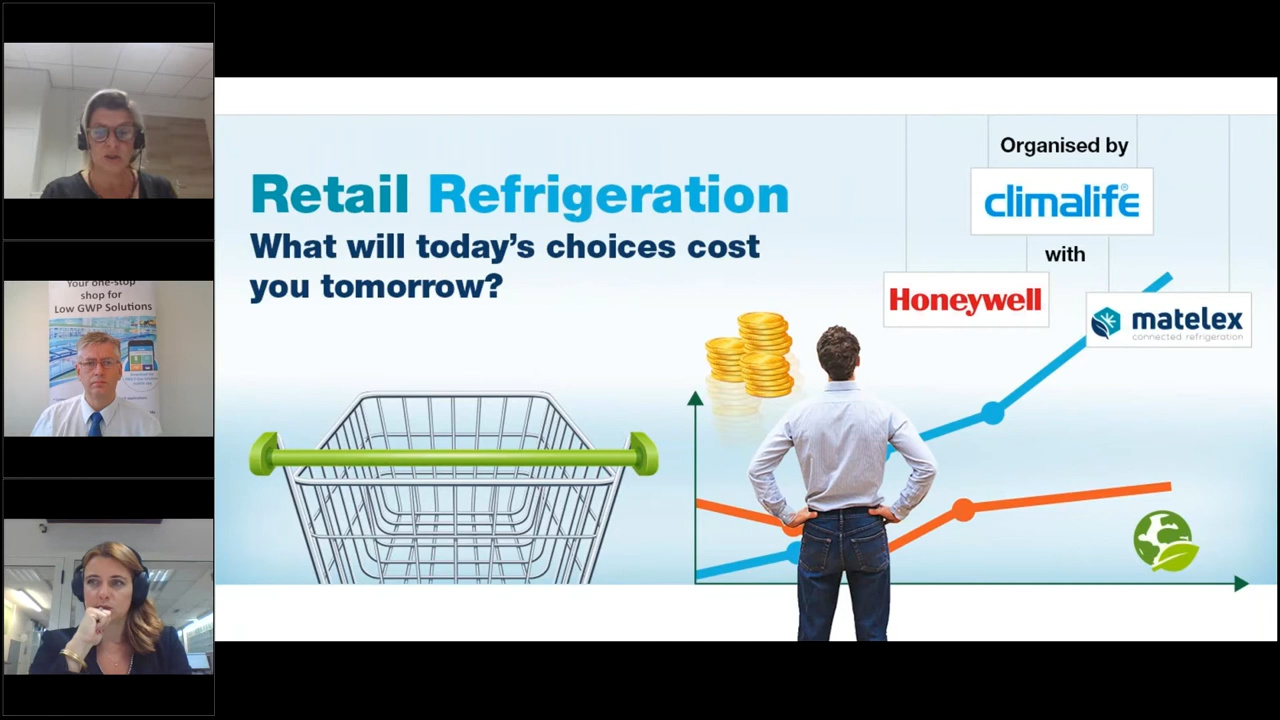 Your one-stop
shop for
Low GWP Solutions
Retail Refrigeration
What will today's choices cost
you tomorrow?
Organised by
climalife®
with
Honeywell
matelex
connected refrigeration